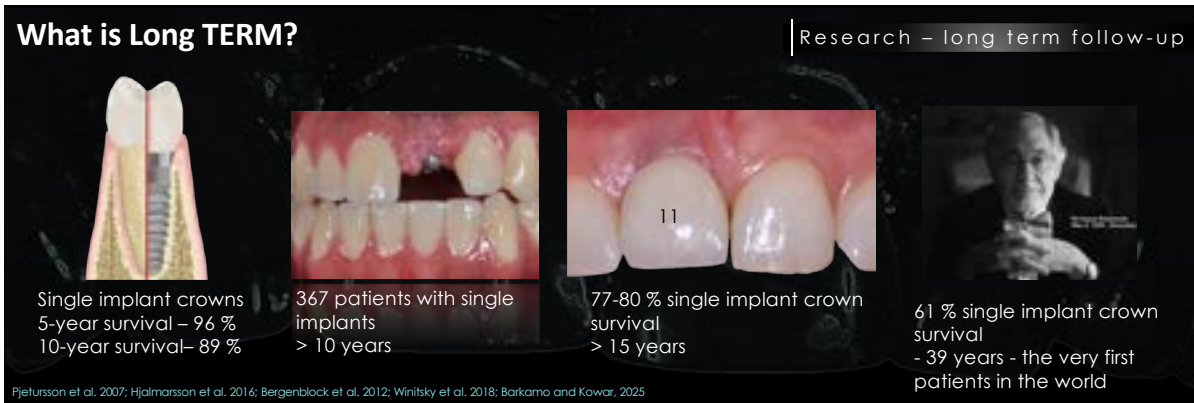 What is Long TERM?
Research – long term follow-up
11
Single implant crowns
5-year survival – 96 %
10-year survival– 89 %
367 patients with single
implants
> 10 years
77-80 % single implant crown
survival
> 15 years
61 % single implant crown
survival
- 39 years - the very first
patients in the world
Pjetursson et al. 2007; Hjalmarsson et al. 2016; Bergenblock et al. 2012; Winitsky et al. 2018; Barkamo and Kowar, 2025